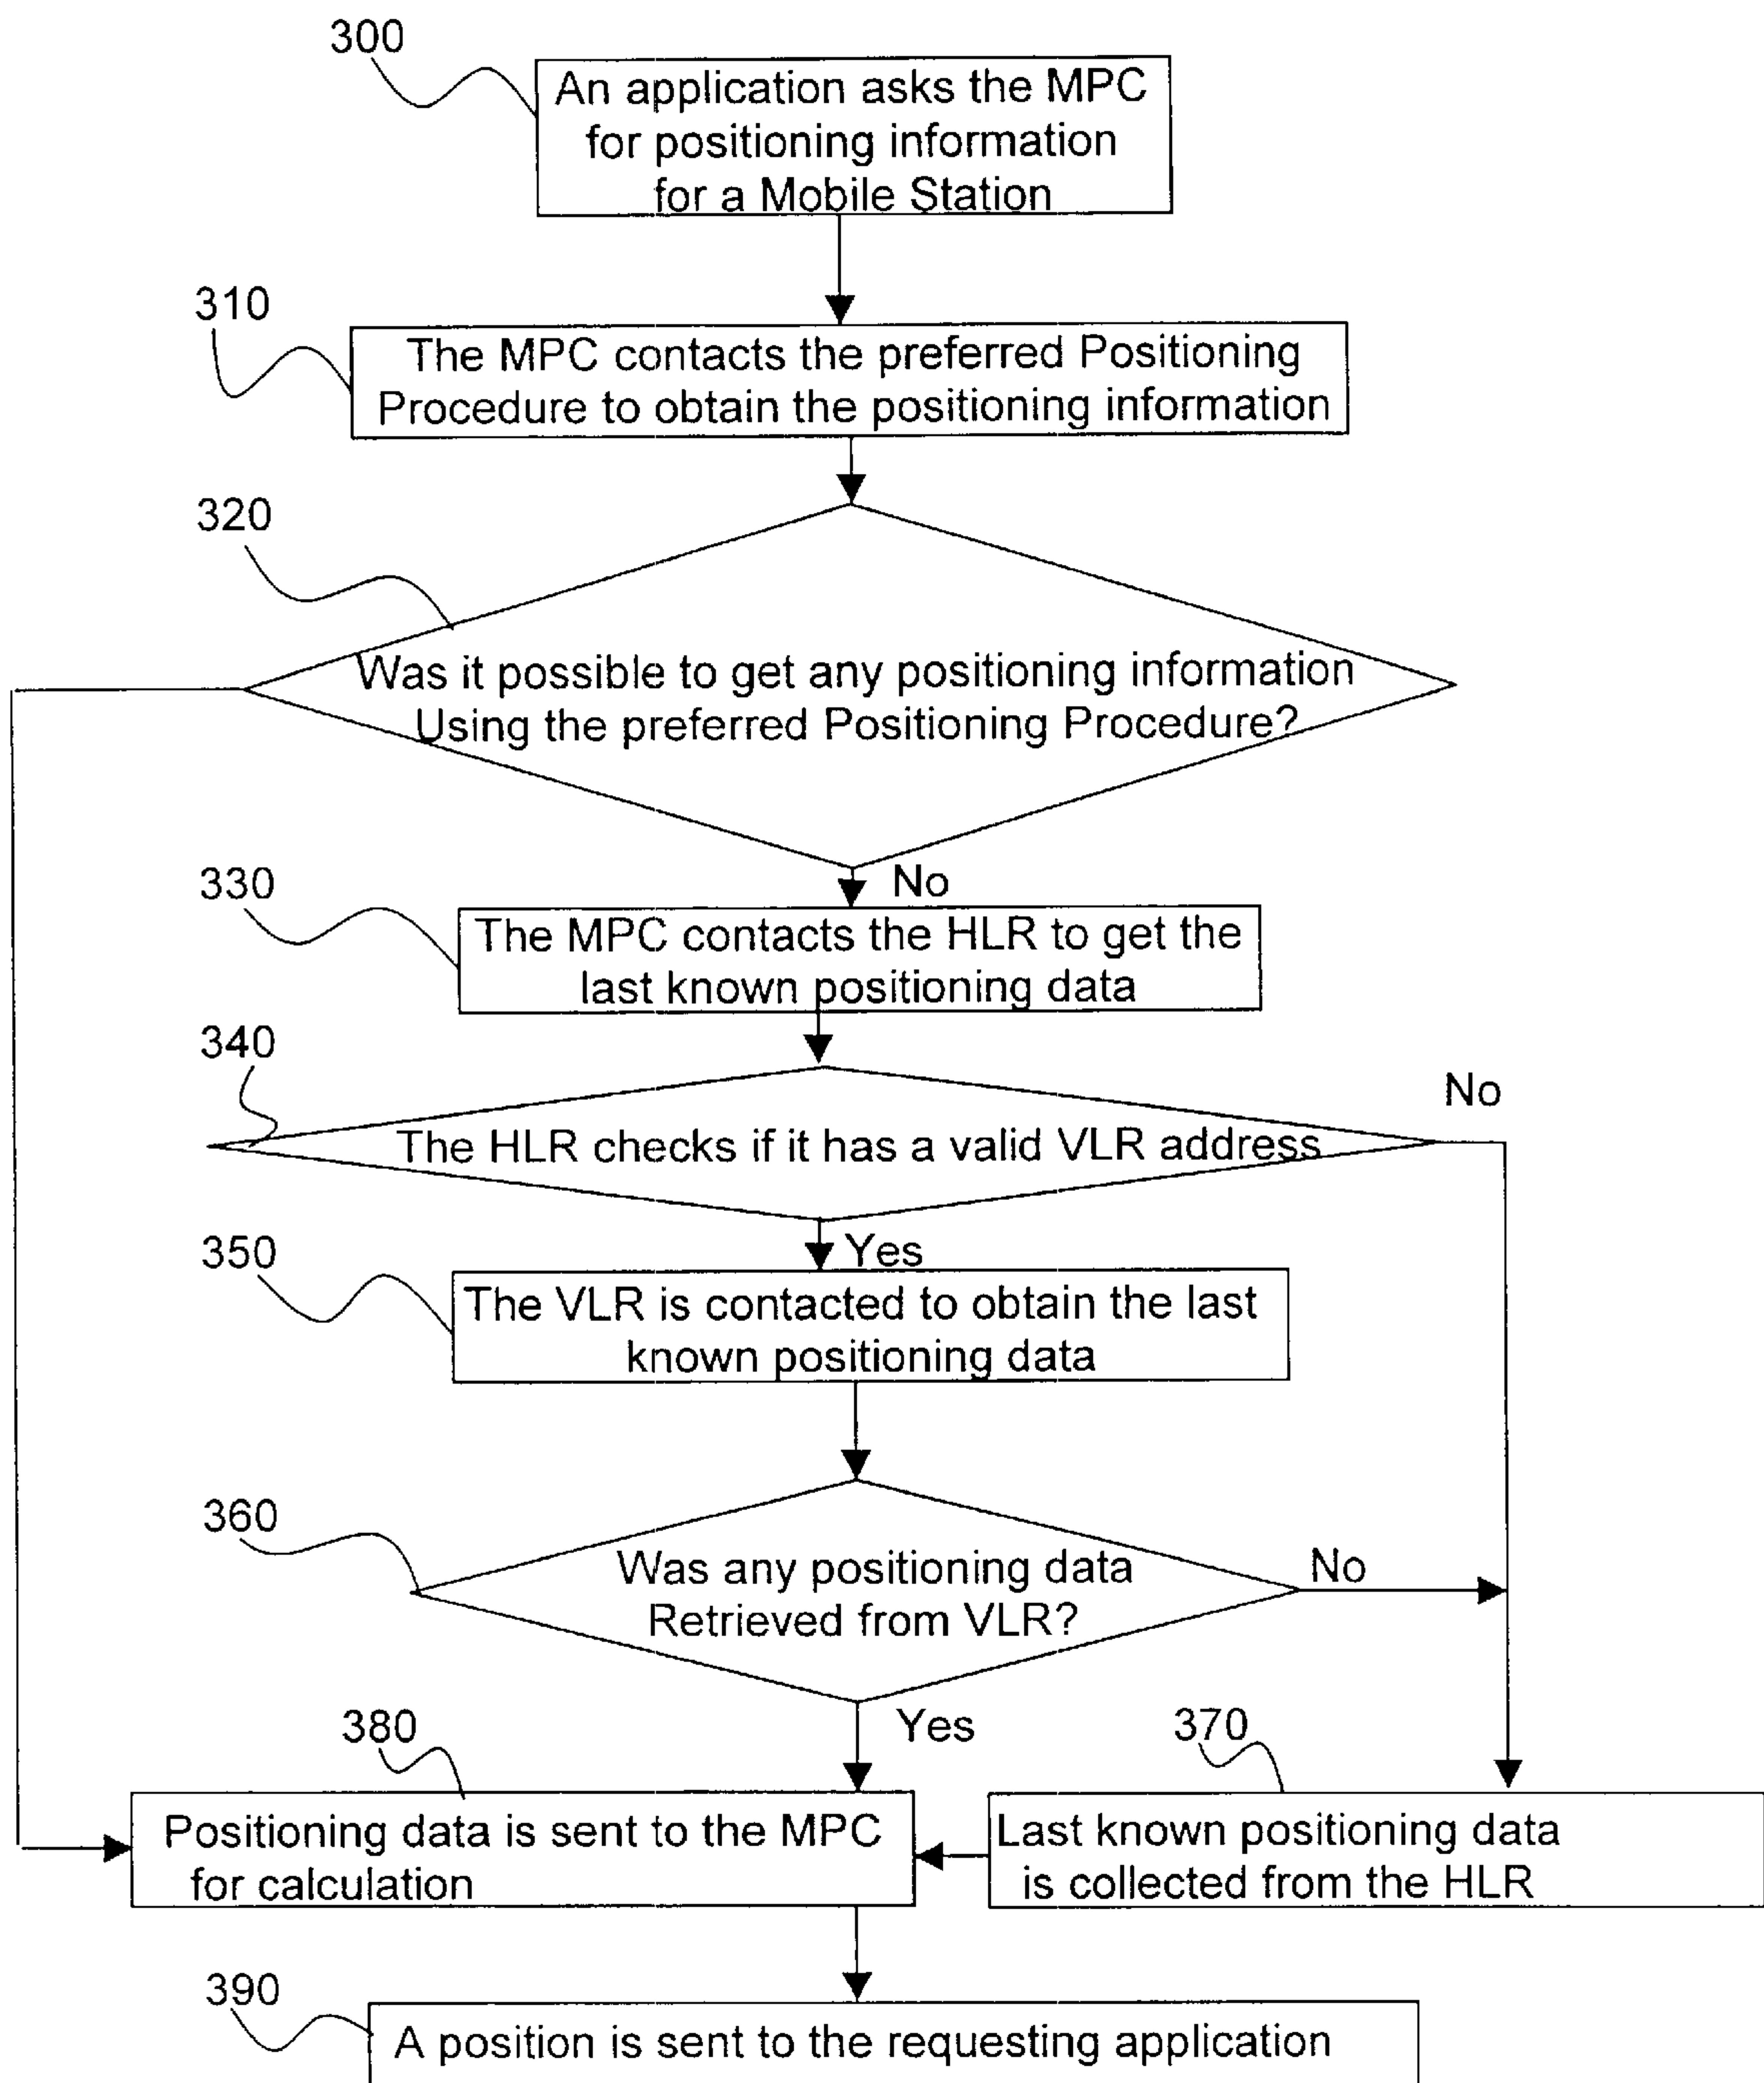 300
An application asks the MPC
for positioning information
for a Mobile Station
310
The MPC contacts the preferred Positioning
Procedure to obtain the positioning information
320
Was it possible to get any positioning information
Using the preferred Positioning Procedure?
No
330
The MPC contacts the HLR to get the
last known positioning data
340
No
The HLR checks if it has a valid VLR address
Yes
350
The VLR is contacted to obtain the last
known positioning data
360
Was any positioning data
Retrieved from VLR?
No
Yes
380
370
Positioning data is sent to the MPC
for calculation
Last known positioning data
is collected from the HLR
390
A position is sent to the requesting application